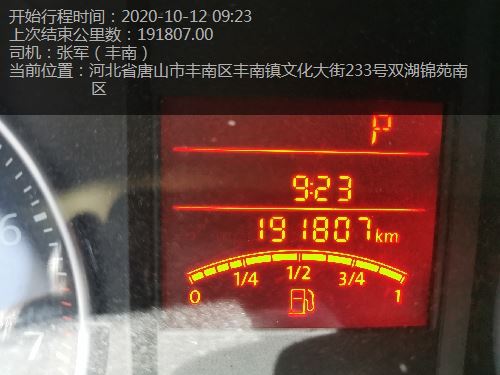 开始行程时间：2020-10-12 09:23
上次结束公里数：191807.00
司机：张军（丰南）
当前位置：河北省唐山市丰南区丰南镇文化大街233号双湖锦苑南
区
P
9:23
191807km
0 1/4 1/2 3/4 1
6
7